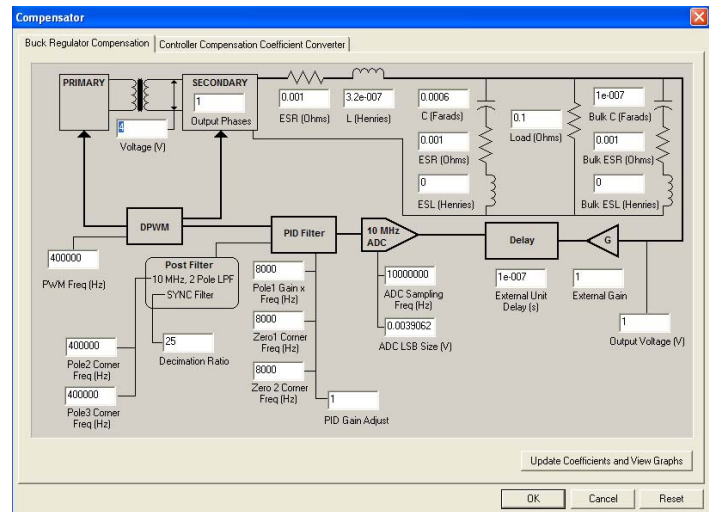 Compensator
Buck Regulator Compensation
Controller Compensation Coefficient Converter
PRIMARY
SECONDARY
1
Output Phases
4
Voltage (V)
0.001
ESR (Ohms)
3.2e-007
L (Henries)
0.0006
C (Farads)
0.001
ESR (Ohms)
0
ESL (Henries)
0.1
Load (Ohms)
1e-007
Bulk C (Farads)
0.001
Bulk ESR (Ohms)
0
Bulk ESL (Henries)
DPWM
PID Filter
10 MHz
ADC
Delay
G
400000
PWM Freq (Hz)
Post Filter
10 MHz, 2 Pole LPF
SYNC Filter
8000
Pole1 Gain x
Freq (Hz)
10000000
ADC Sampling
Freq (Hz)
1e-007
External Unit
Delay (s)
1
External Gain
400000
Pole2 Corner
Freq (Hz)
25
Decimation Ratio
8000
Zero1 Corner
Freq (Hz)
0.0039062
ADC LSB Size (V)
1
Output Voltage (V)
400000
Pole3 Corner
Freq (Hz)
8000
Zero 2 Corner
Freq (Hz)
1
PID Gain Adjust
Update Coefficients and View Graphs
OK
Cancel
Reset